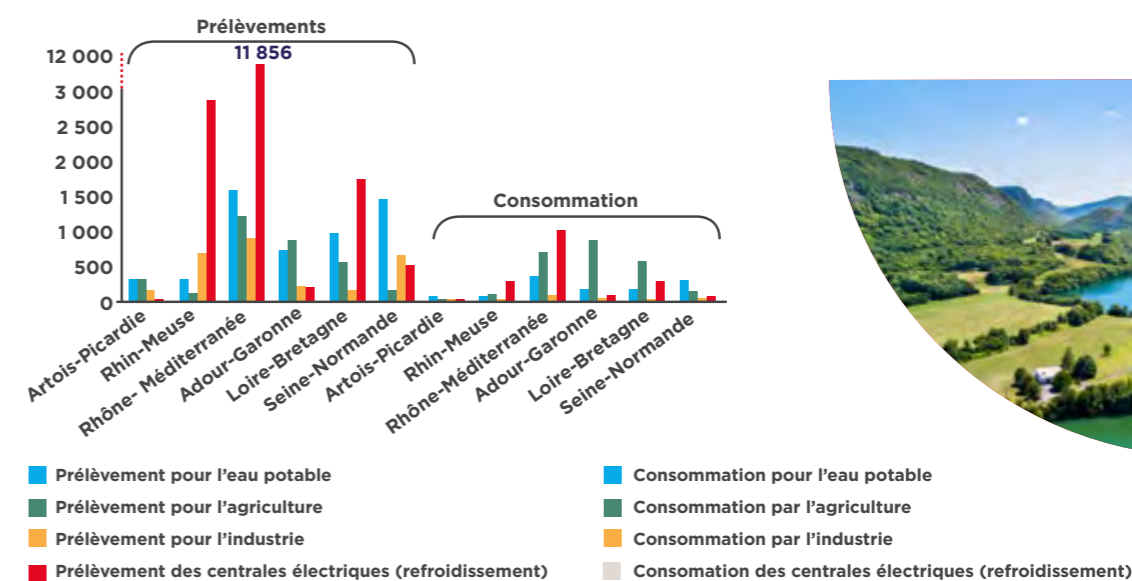 Prélèvements
11 856
12 000
3 000
2 500
2 000
1 500
1 000
500
0
Consommation
Artois-Picardie
Rhin-Meuse
Rhône- Méditerranée
Adour-Garonne
Loire-Bretagne
Seine-Normande
Artois-Picardie
Rhin-Meuse
Rhône-Méditerranée
Adour-Garonne
Loire-Bretagne
Seine-Normande
Prélèvement pour l'eau potable
Prélèvement pour l'agriculture
Prélèvement pour l'industrie
Prélèvement des centrales électriques (refroidissement)
Consommation pour l'eau potable
Consommation par l'agriculture
Consommation par l'industrie
Consomation des centrales électriques (refroidissement)